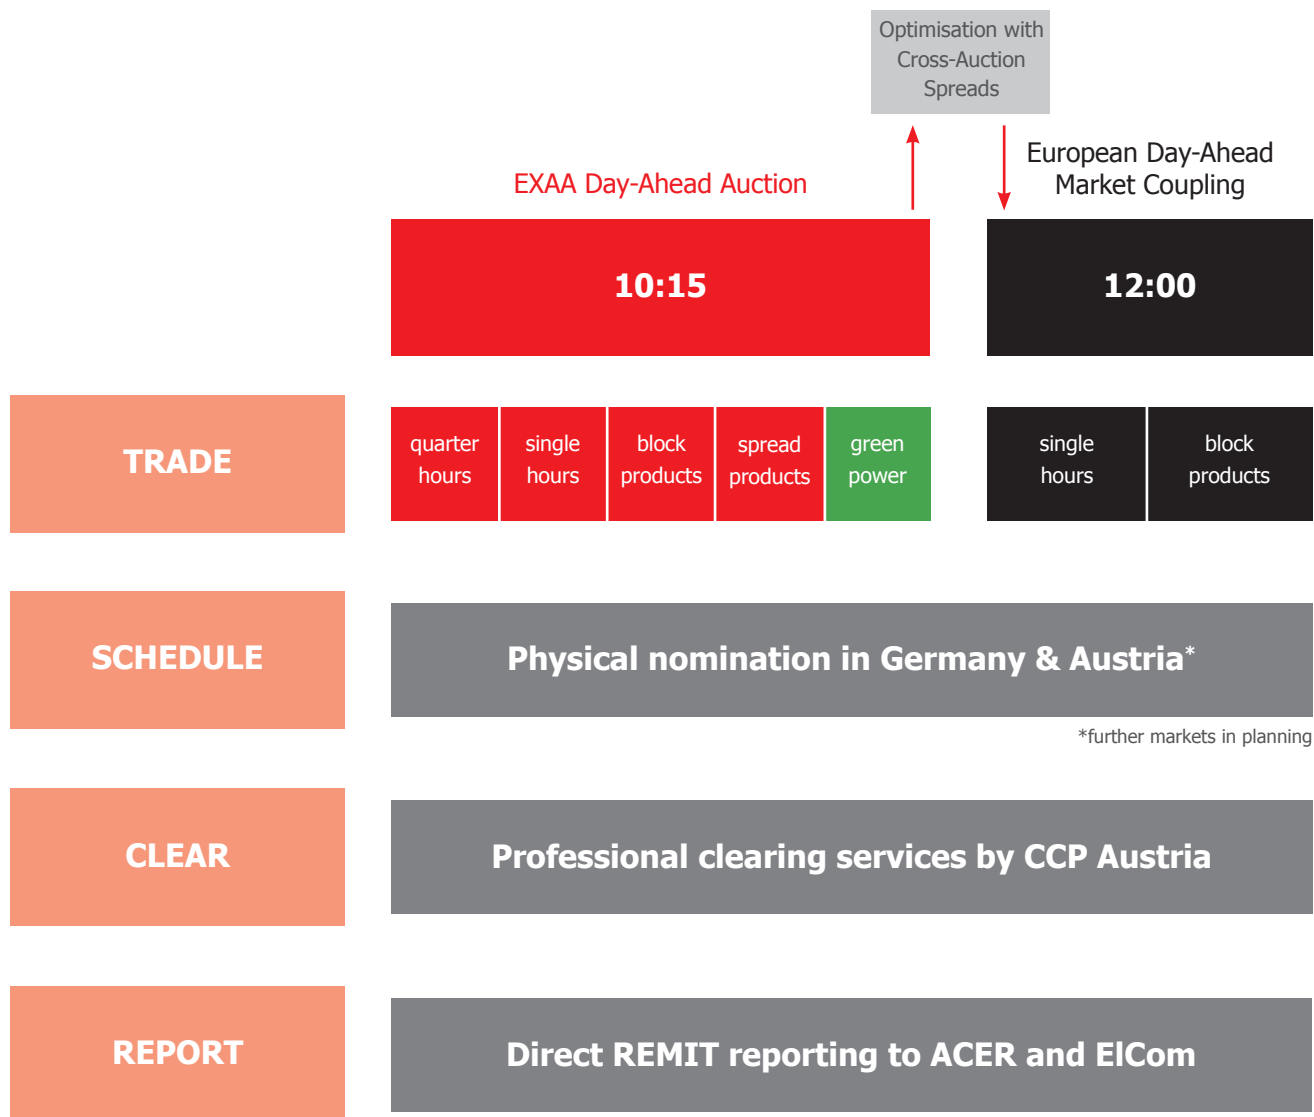 Optimisation with
Cross-Auction
Spreads
European Day-Ahead
Market Coupling
EXAA Day-Ahead Auction
10:15
12:00
TRADE
quarter
hours
single
hours
block
products
spread
products
green
power
single
hours
block
products
SCHEDULE
Physical nomination in Germany & Austria*
*further markets in planning
CLEAR
Professional clearing services by CCP Austria
REPORT
Direct REMIT reporting to ACER and ElCom